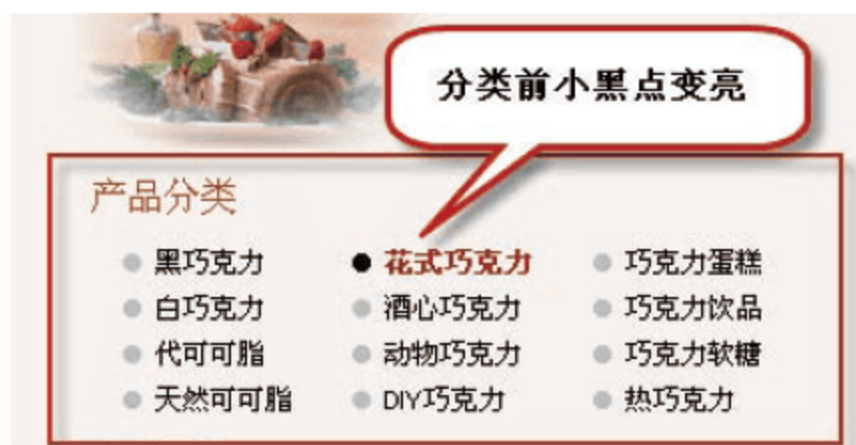 分类前小黑点变亮
产品分类
黑巧克力 花式巧克力 巧克力蛋糕
白巧克力 酒心巧克力 巧克力饮品
代可可脂 动物巧克力 巧克力软糖
天然可可脂 DIY巧克力 热巧克力